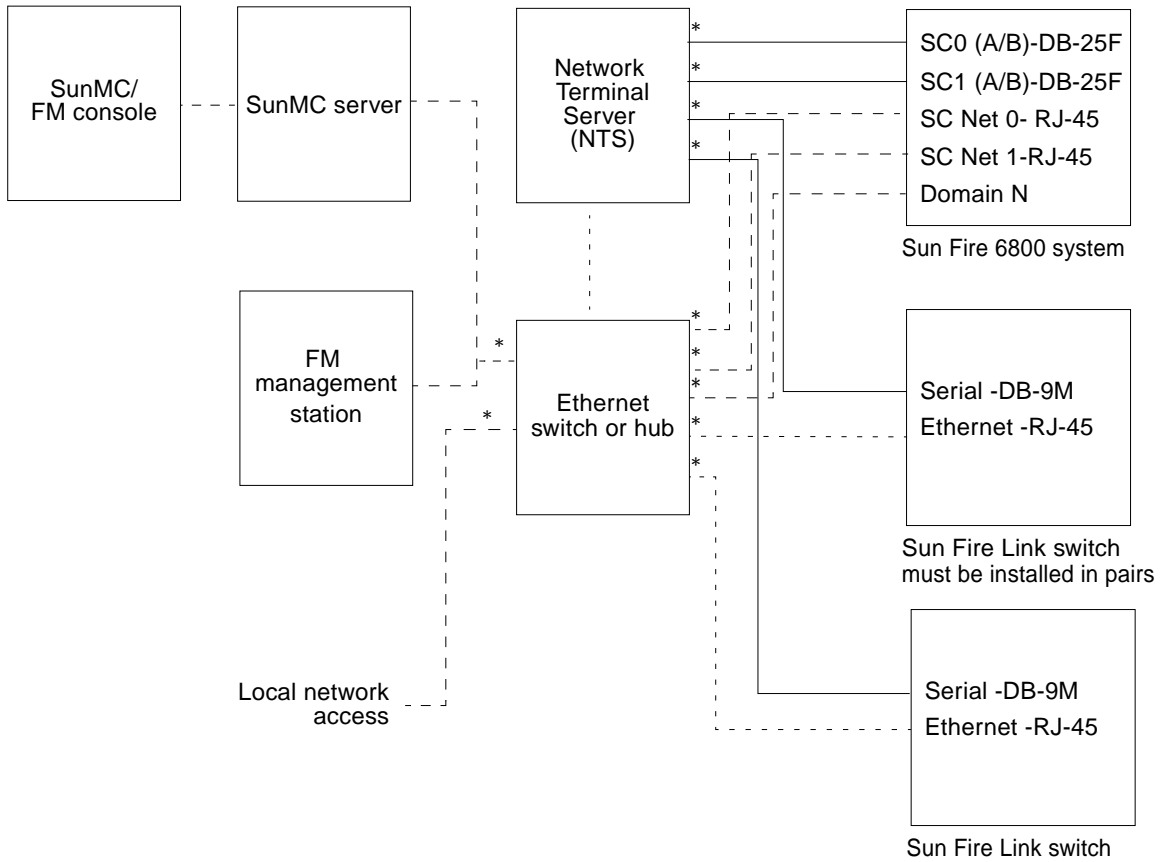 SunMC/
FM console
SunMC server
Network
Terminal
Server
(NTS)
*
*
*
*
SC0 (A/B)-DB-25F
SC1 (A/B)-DB-25F
SC Net 0- RJ-45
SC Net 1-RJ-45
Domain N
Sun Fire 6800 system
FM
management
station
*
*
Ethernet
switch or hub
*
*
*
*
*
Serial -DB-9M
Ethernet -RJ-45
Sun Fire Link switch
must be installed in pairs
Local network
access
Serial -DB-9M
Ethernet -RJ-45
Sun Fire Link switch